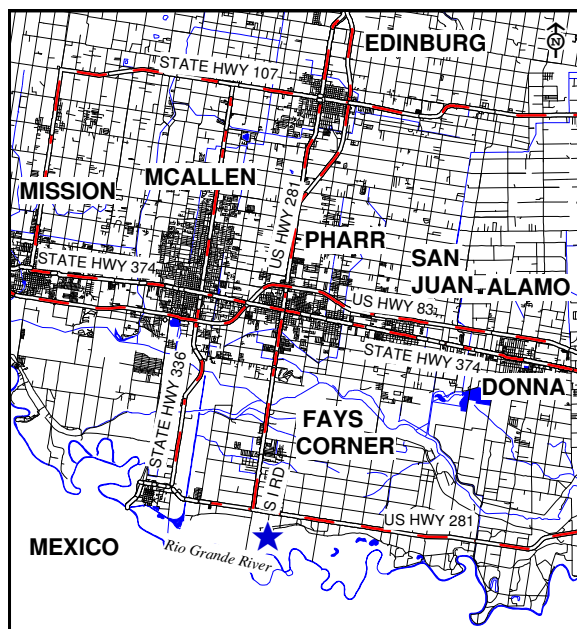 EDINBURG
N
STATE HWY 107
MCALLEN
MISSION
US HWY 281
PHARR
STATE HWY 374
SAN
JUAN
ALAMO
US HWY 83
STATE HWY 374
STATE HWY 336
DONNA
FAYS
CORNER
S I RD
US HWY 281
MEXICO
Rio Grande River